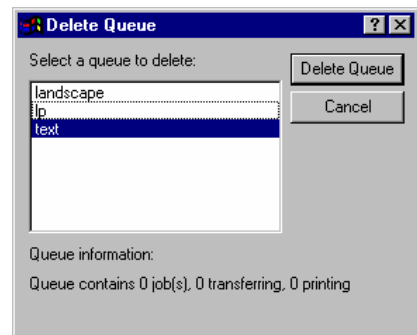 Delete Queue
Select a queue to delete:
Delete Queue
landscape
lp
text
Cancel
Queue information:
Queue contains 0 job(s), 0 transferring, 0 printing